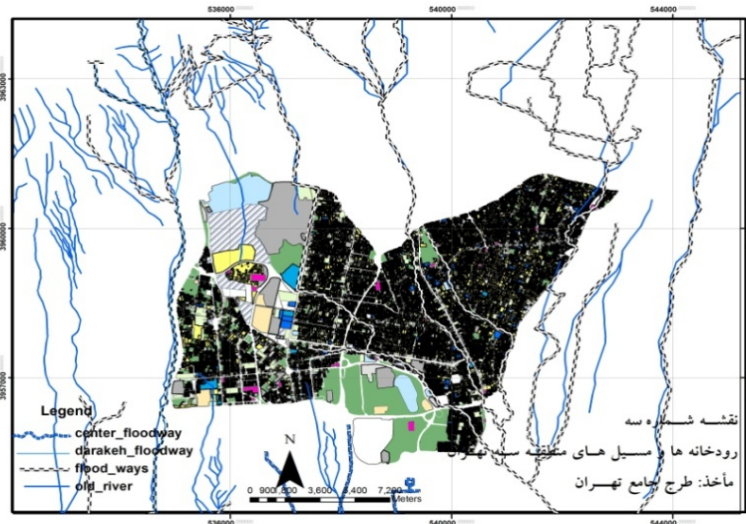 536000 540000 544000
3963000
3960000
3957000
Legend
center_floodway
darakeh_floodway
flood_ways
old_river
N
0 900 1,800 3,600 5,400 7,200
Meters
نقشه شماره سه
رودخانه ها و مسیل های منطقه سه تهران
مأخذ: طرح جامع تهران
536000 540000 544000